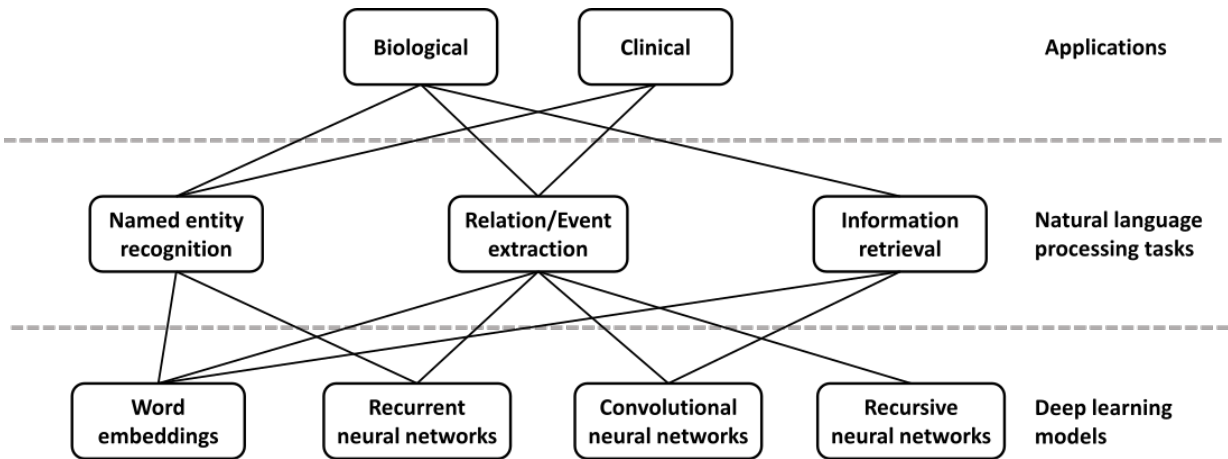 Biological
Clinical
Applications
Named entity
recognition
Relation/Event
extraction
Information
retrieval
Natural language
processing tasks
Word
embeddings
Recurrent
neural networks
Convolutional
neural networks
Recursive
neural networks
Deep learning
models